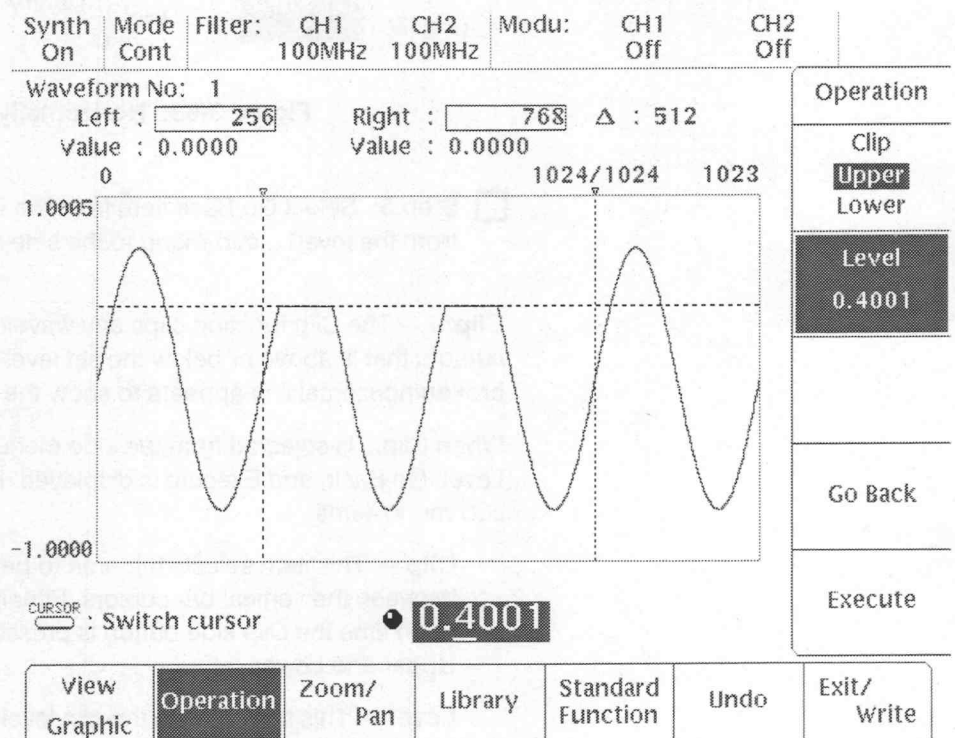 Synth Mode Filter: CH1 CH2 Modu: CH1 CH2
On Cont 100MHz 100MHz Off Off
Waveform No: 1
Left : 256 Right : 768 Δ : 512
Value : 0.0000 Value : 0.0000
0 1024/1024 1023
1.0005
-1.0000
CURSOR : Switch cursor 0.4001
Operation
Clip
Upper
Lower
Level
0.4001
Go Back
Execute
View Graphic
Operation
Zoom/ Pan
Library
Standard Function
Undo
Exit/ Write